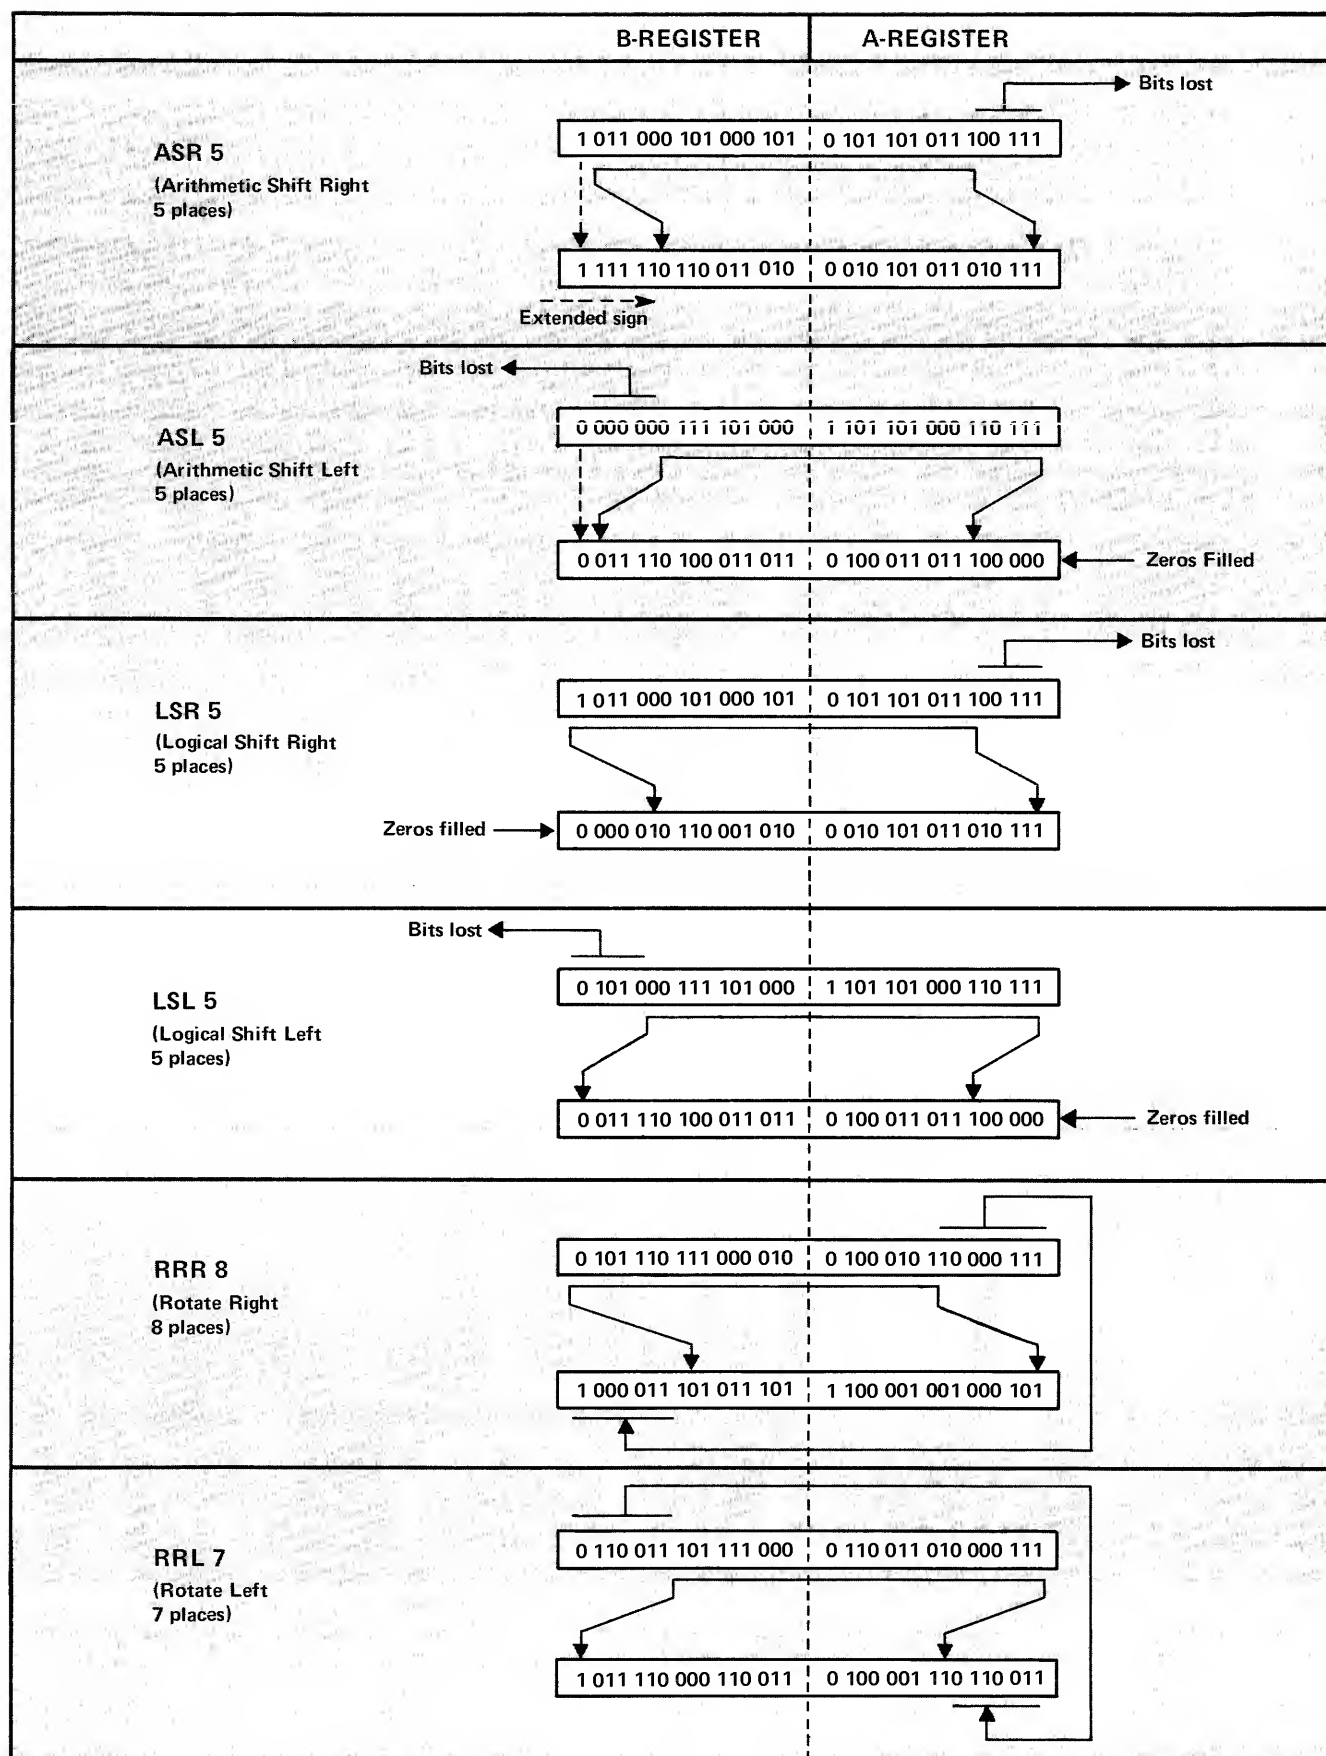 B-REGISTER A-REGISTER
Bits lost
1 011 000 101 000 101 0 101 101 011 100 111
ASR 5
(Arithmetic Shift Right
5 places)
1 111 110 110 011 010 0 010 101 011 010 111
Extended sign
Bits lost
0 000 000 111 101 000 1 101 101 000 110 111
ASL 5
(Arithmetic Shift Left
5 places)
0 011 110 100 011 011 0 100 011 011 100 000 Zeros Filled
Bits lost
1 011 000 101 000 101 0 101 101 011 100 111
LSR 5
(Logical Shift Right
5 places)
Zeros filled 0 000 010 110 001 010 0 010 101 011 010 111
Bits lost
0 101 000 111 101 000 1 101 101 000 110 111
LSL 5
(Logical Shift Left
5 places)
0 011 110 100 011 011 0 100 011 011 100 000 Zeros filled
0 101 110 111 000 010 0 100 010 110 000 111
RRR 8
(Rotate Right
8 places)
1 000 011 101 011 101 1 100 001 001 000 101
0 110 011 101 111 000 0 110 011 010 000 111
RRL 7
(Rotate Left
7 places)
1 011 110 000 110 011 0 100 001 110 110 011